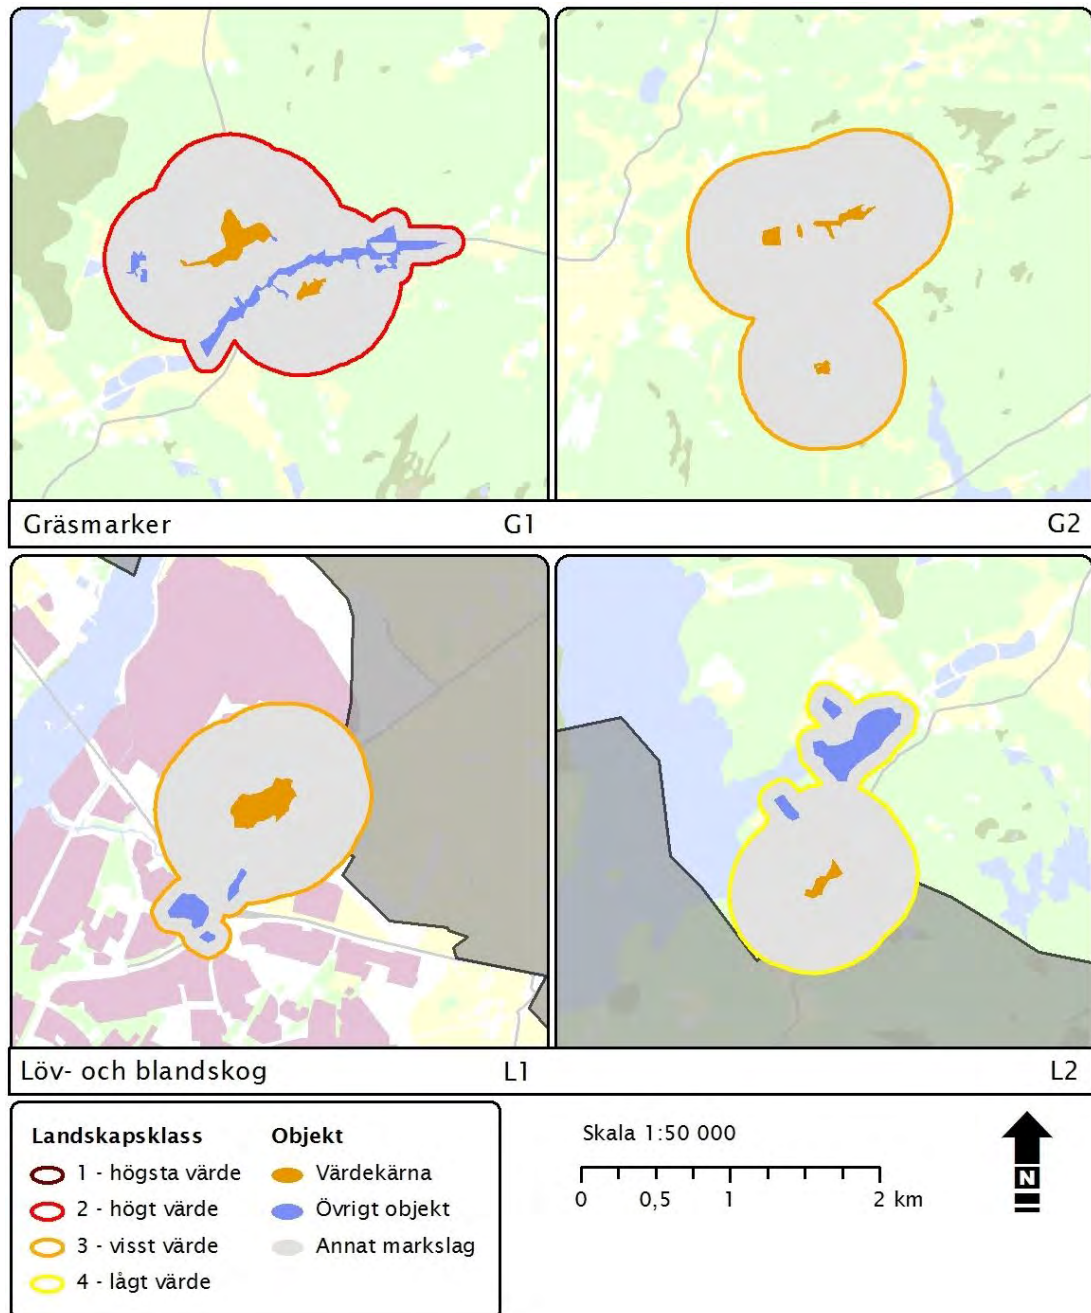 Gräsmarker G1 G2
Löv- och blandskog L1 L2
Landskapsklass
1 - högsta värde
2 - högt värde
3 - visst värde
4 - lågt värde
Objekt
Värdekärna
Övrigt objekt
Annat markslag
Skala 1:50 000
0 0,5 1 2 km
N